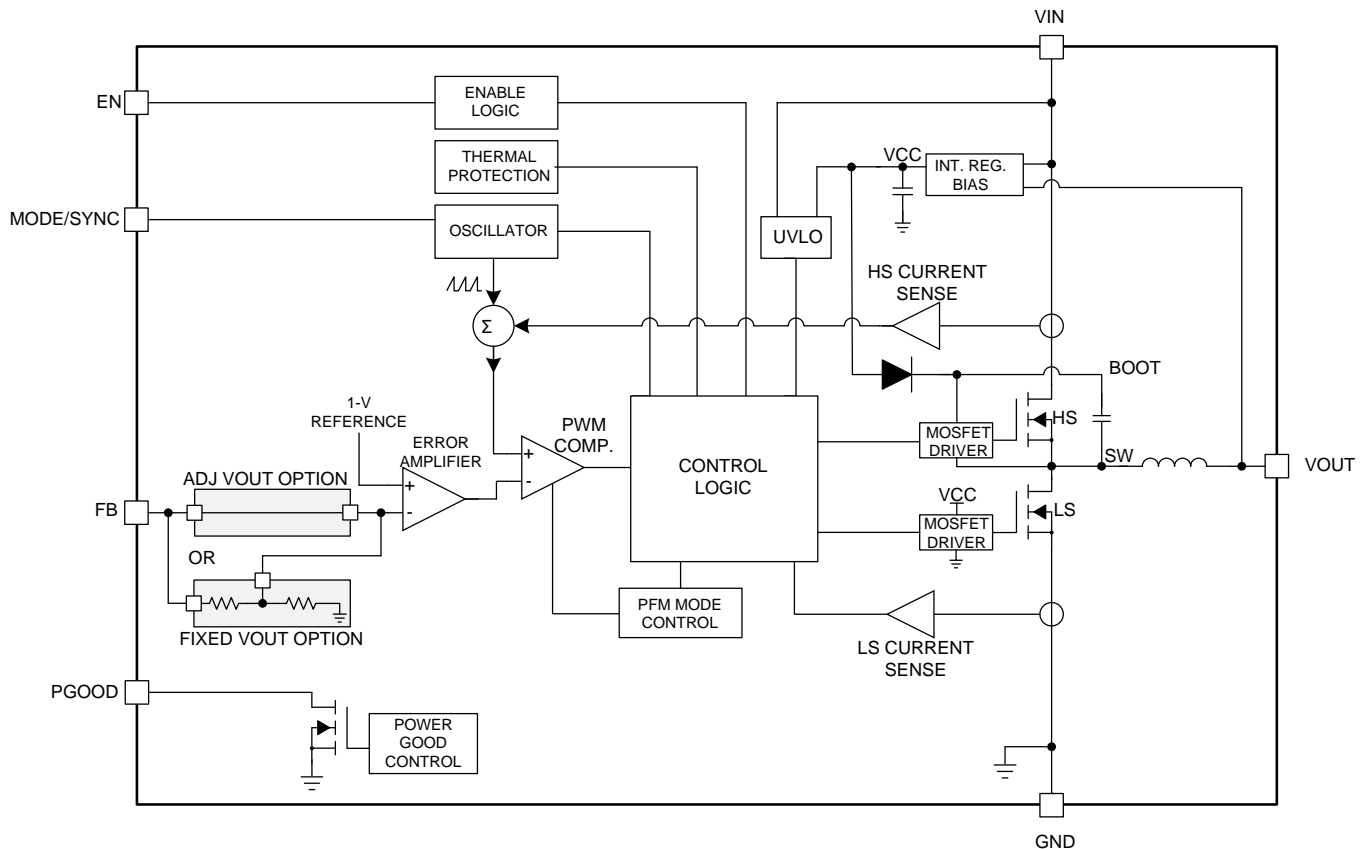 VIN
EN
ENABLE
LOGIC
THERMAL
PROTECTION
VCC
INT. REG.
BIAS
MODE/SYNC
OSCILLATOR
UVLO
HS CURRENT
SENSE
Σ
BOOT
1-V
REFERENCE
ERROR
AMPLIFIER
+
-
PWM
COMP.
+
-
CONTROL
LOGIC
MOSFET
DRIVER
HS
SW
VOUT
ADJ VOUT OPTION
FB
OR
FIXED VOUT OPTION
VCC
MOSFET
DRIVER
LS
PFM MODE
CONTROL
LS CURRENT
SENSE
PGOOD
POWER
GOOD
CONTROL
GND